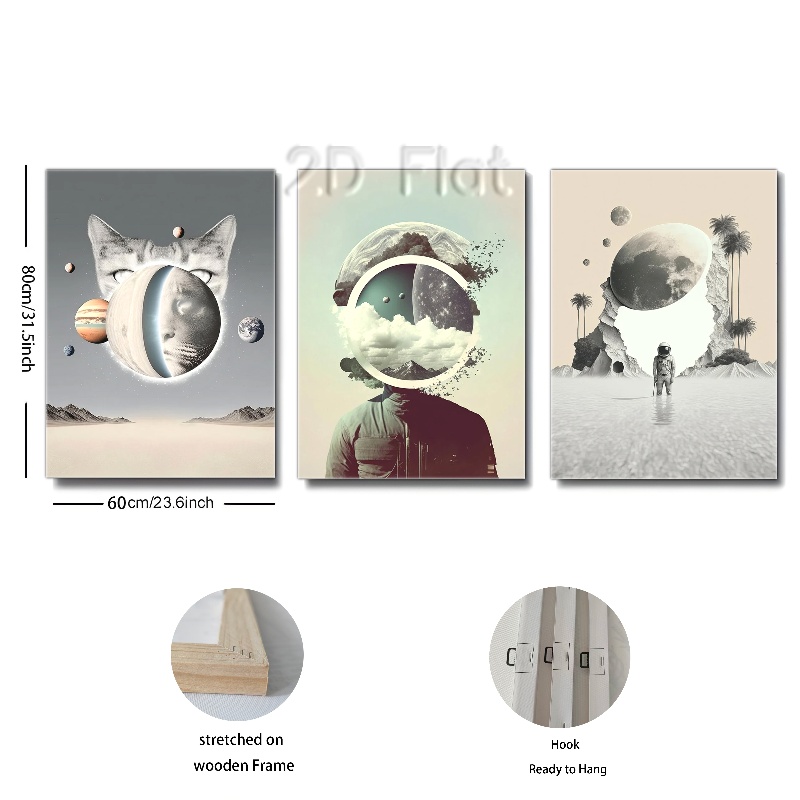 2D Flat
80cm/31.5inch
60cm/23.6inch
stretched on
wooden Frame
Hook
Ready to Hang